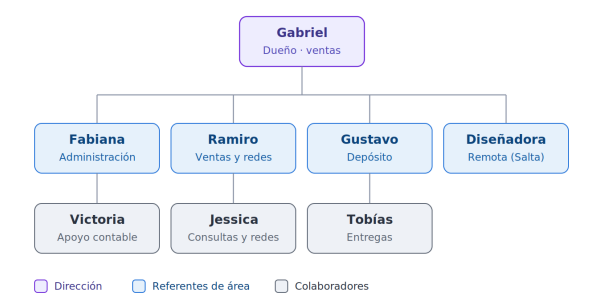 Gabriel
Dueño · ventas
Fabiana
Administración
Ramiro
Ventas y redes
Gustavo
Depósito
Diseñadora
Remota (Salta)
Victoria
Apoyo contable
Jessica
Consultas y redes
Tobías
Entregas
Dirección
Referentes de área
Colaboradores